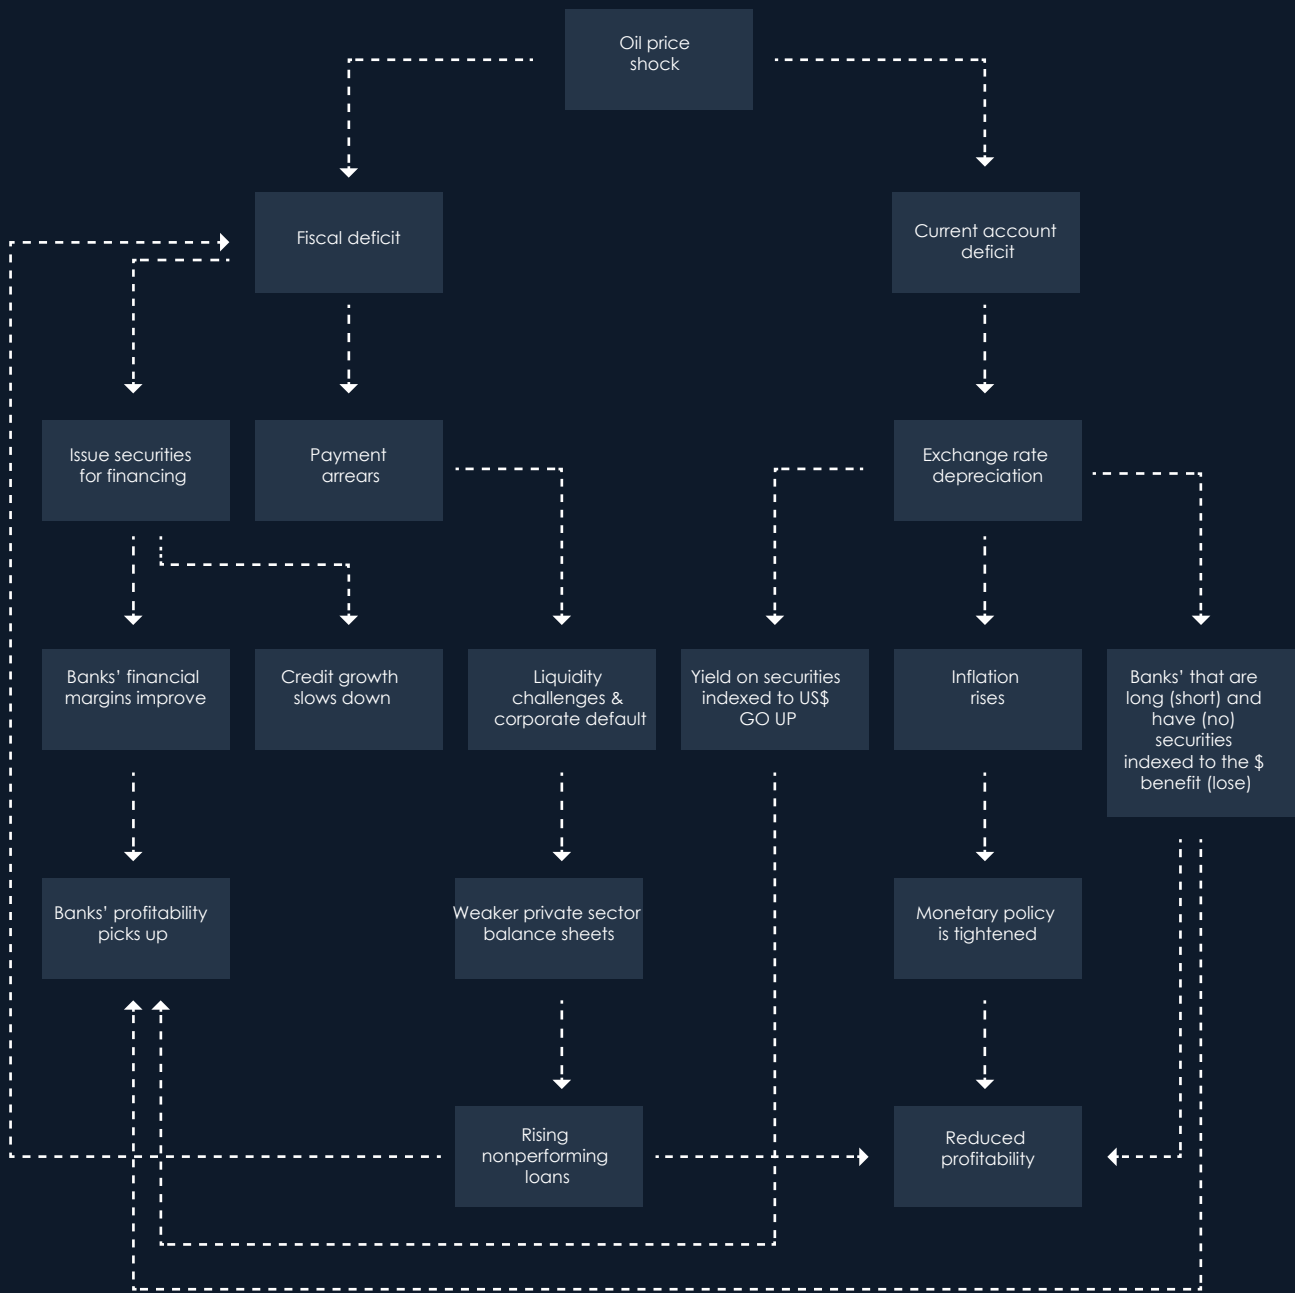 Oil price
shock
Fiscal deficit
Current account
deficit
Issue securities
for financing
Payment
arrears
Exchange rate
depreciation
Banks’ financial
margins improve
Credit growth
slows down
Liquidity
challenges &
corporate default
Yield on securities
indexed to US$
GO UP
Inflation
rises
Banks’ that are
long (short) and
have (no)
securities
indexed to the $
benefit (lose)
Banks’ profitability
picks up
Weaker private sector
balance sheets
Monetary policy
is tightened
Rising
nonperforming
loans
Reduced
profitability